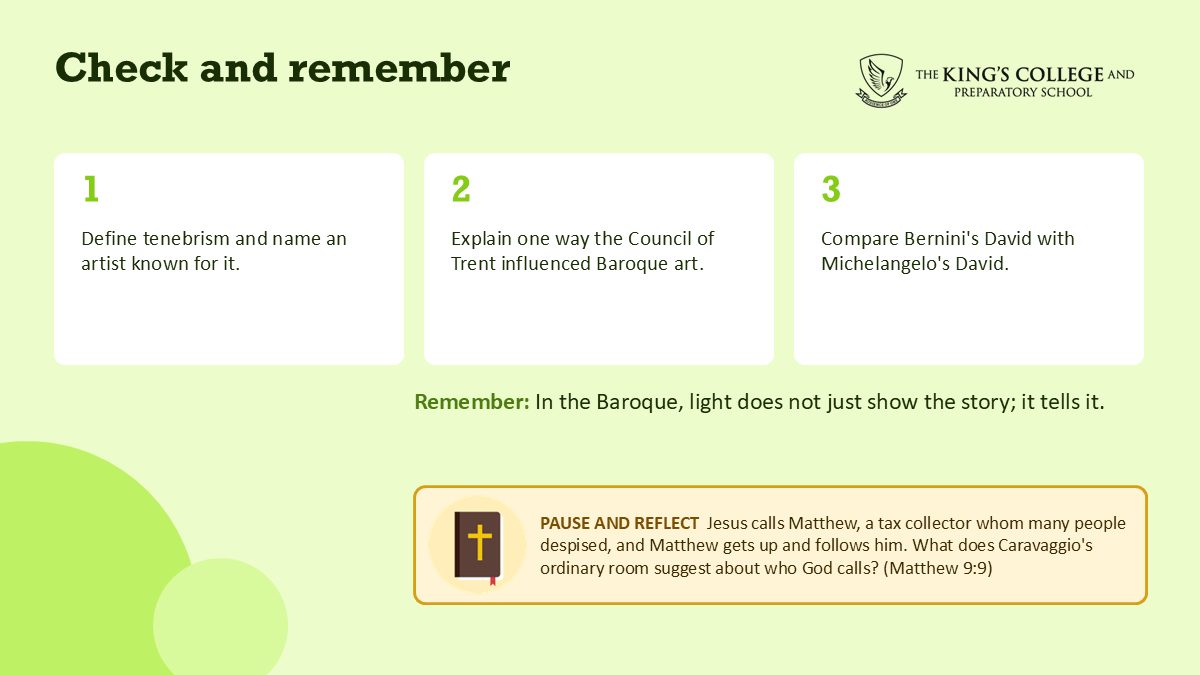 Check and remember
THE KING'S COLLEGE AND
PREPARATORY SCHOOL
1
Define tenebrism and name an
artist known for it.
2
Explain one way the Council of
Trent influenced Baroque art.
3
Compare Bernini's David with
Michelangelo's David.
Remember: In the Baroque, light does not just show the story; it tells it.
PAUSE AND REFLECT Jesus calls Matthew, a tax collector whom many people
despised, and Matthew gets up and follows him. What does Caravaggio's
ordinary room suggest about who God calls? (Matthew 9:9)